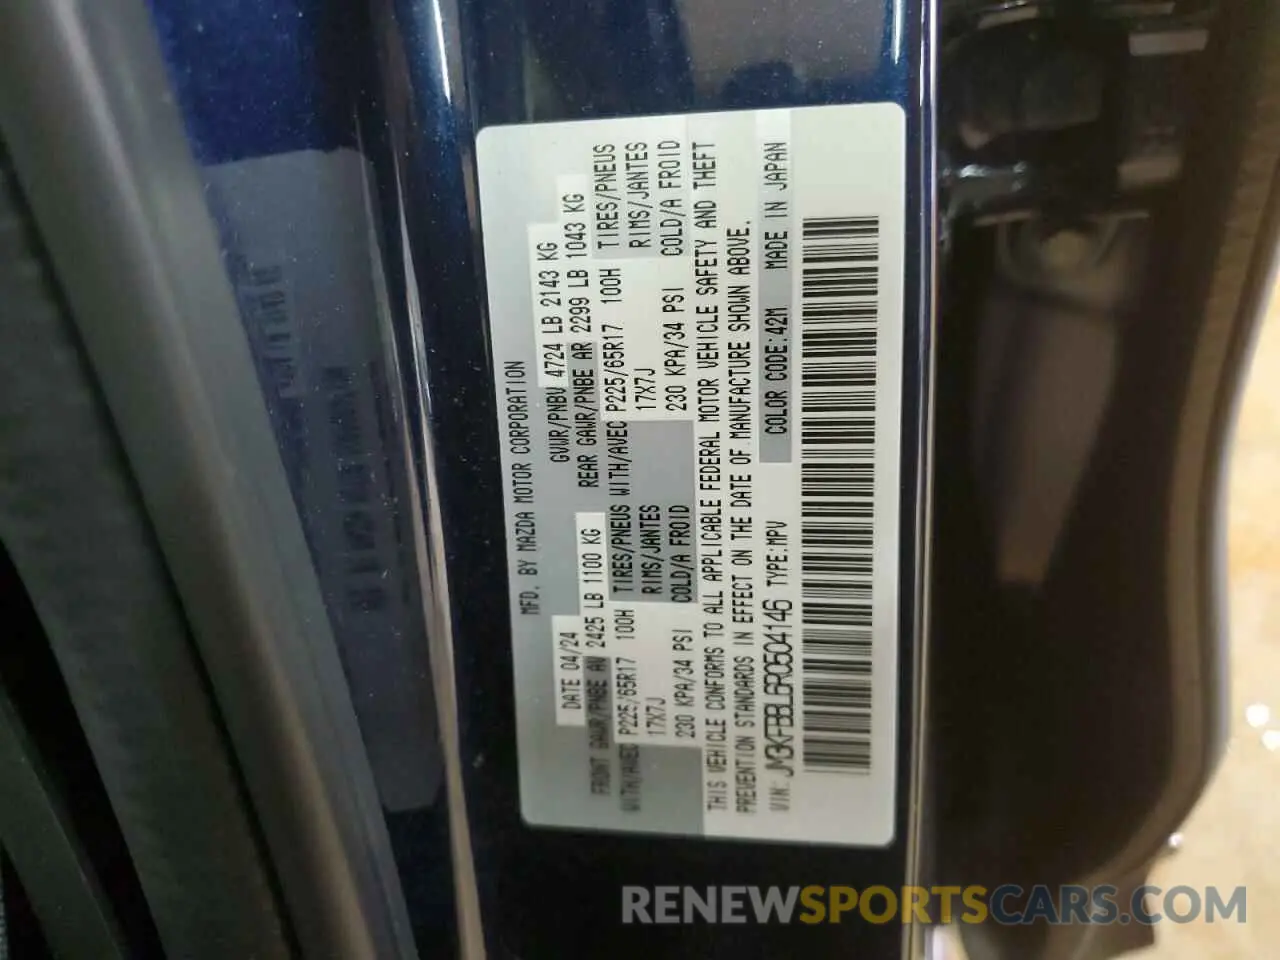 MFD. BY MAZDA MOTOR CORPORATION
DATE 04/24 GVWR/PNBV 4724 LB 2143 KG
FRONT GAWR/PNBE AV 2425 LB 1100 KG REAR GAWR/PNBE AR 2299 LB 1043 KG
WITH/AVEC P225/65R17 100H TIRES/PNEUS WITH/AVEC P225/65R17 100H TIRES/PNEUS
17X7J RIMS/JANTES 17X7J RIMS/JANTES
230 KPA/34 PSI COLD/A FROID 230 KPA/34 PSI COLD/A FROID
THIS VEHICLE CONFORMS TO ALL APPLICABLE FEDERAL MOTOR VEHICLE SAFETY AND THEFT
PREVENTION STANDARDS IN EFFECT ON THE DATE OF MANUFACTURE SHOWN ABOVE.
VIN: JM3KFBBL6R0504146 TYPE:MPV COLOR CODE:42M MADE IN JAPAN
RENEWSPORTSCARS.COM